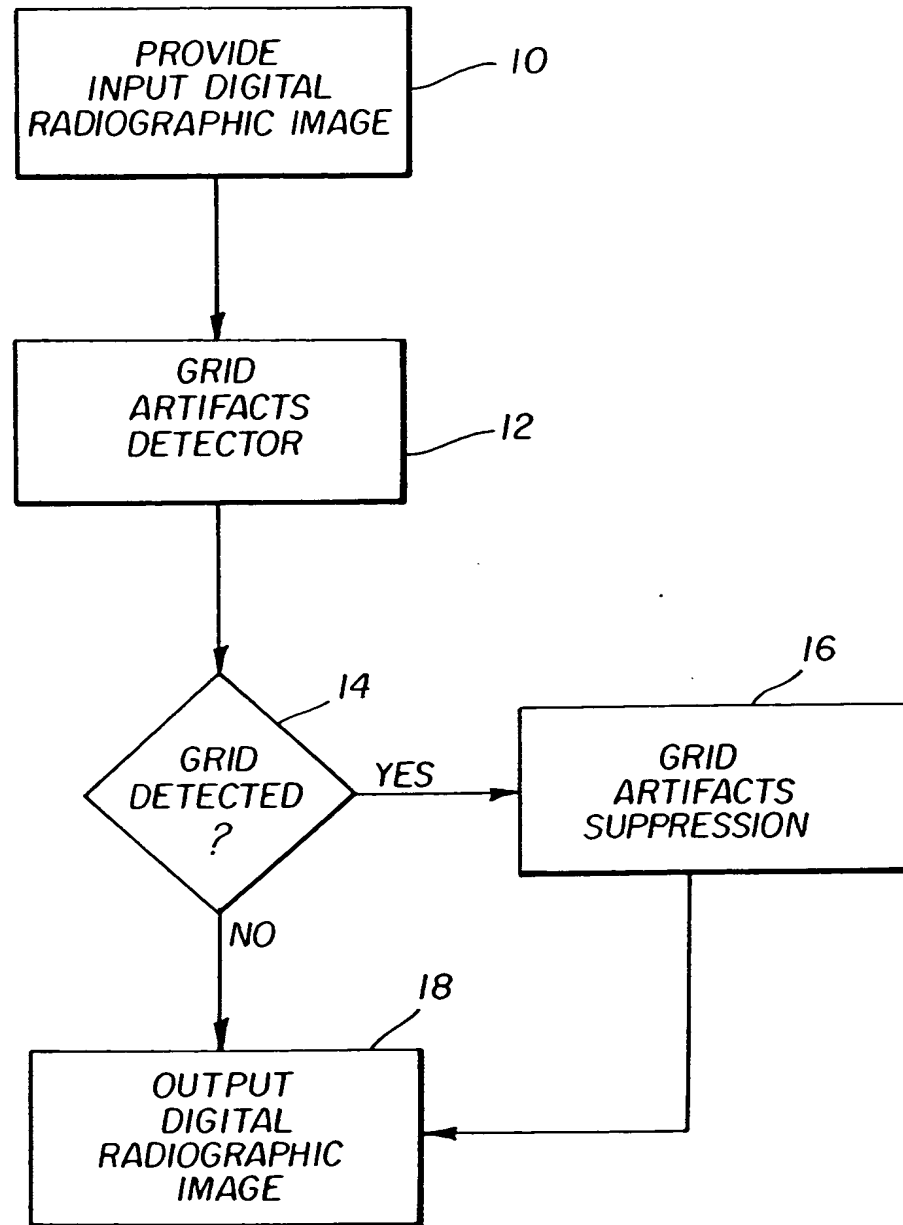 PROVIDE
INPUT DIGITAL
RADIOGRAPHIC IMAGE
10
GRID
ARTIFACTS
DETECTOR
12
14
GRID
DETECTED
?
YES
16
GRID
ARTIFACTS
SUPPRESSION
NO
18
OUTPUT
DIGITAL
RADIOGRAPHIC
IMAGE